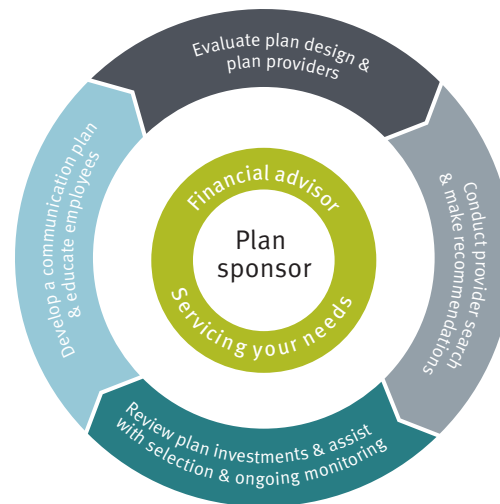 Evaluate plan design &
plan providers
Conduct provider search
& make recommendations
Review plan investments & assist
with selection & ongoing monitoring
Develop a communication plan
& educate employees
Financial advisor
Plan
sponsor
Servicing your needs